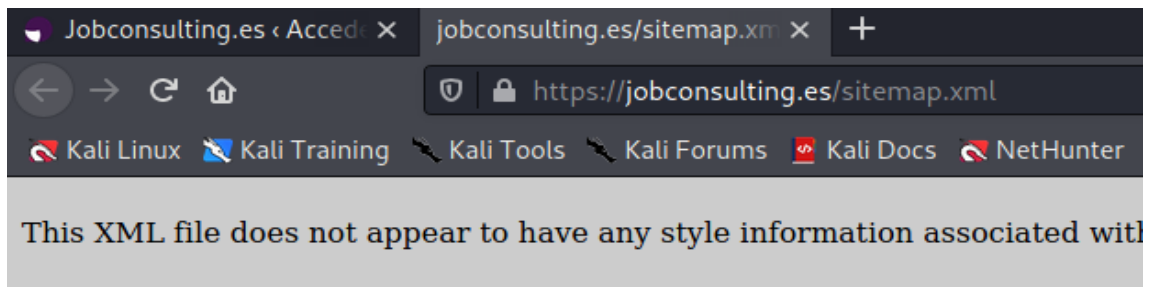 Jobconsulting.es ‹ Accede
jobconsulting.es/sitemap.xm
https://jobconsulting.es/sitemap.xml
Kali Linux Kali Training Kali Tools Kali Forums Kali Docs NetHunter
This XML file does not appear to have any style information associated with